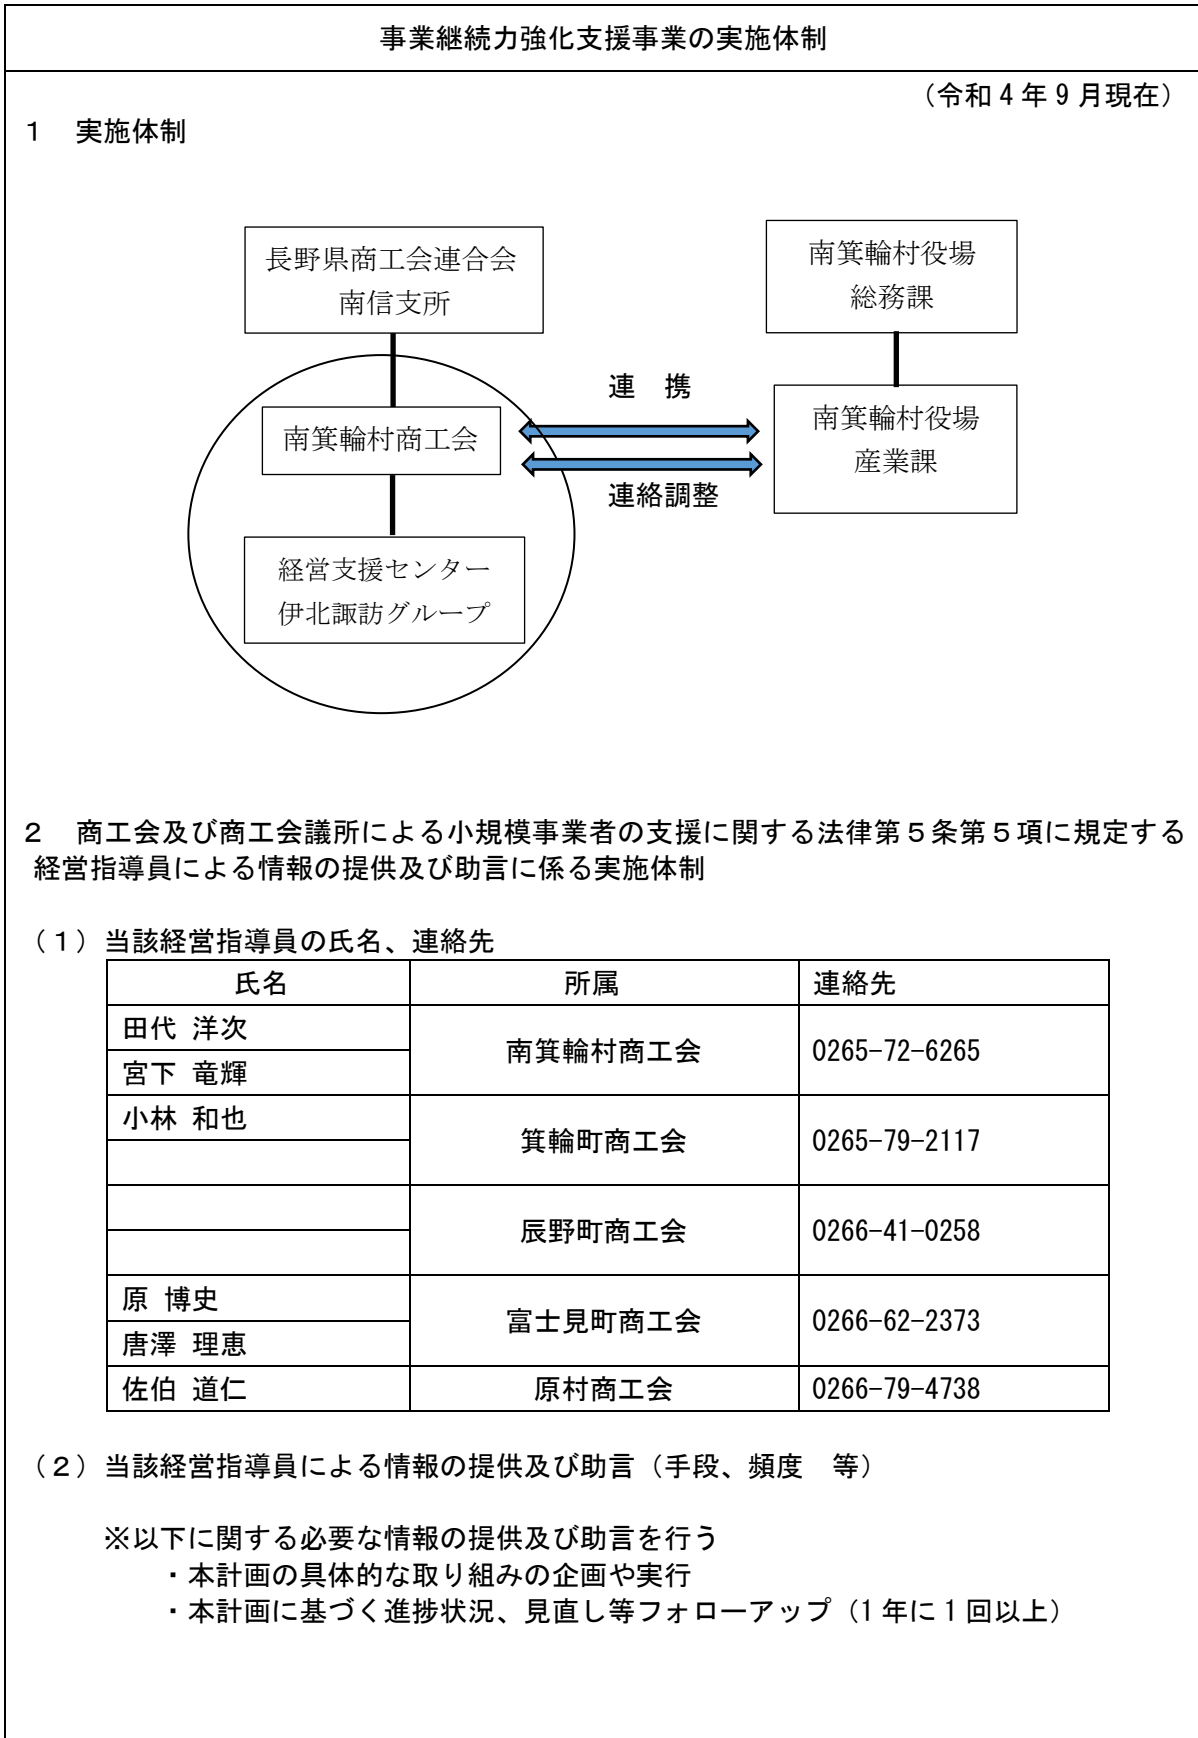 事業継続力強化支援事業の実施体制
（令和４年９月現在）
１　実施体制
長野県商工会連合会
南信支所
南箕輪村役場
総務課
連　携
南箕輪村商工会
南箕輪村役場
産業課
連絡調整
経営支援センター
伊北諏訪グループ
２　商工会及び商工会議所による小規模事業者の支援に関する法律第５条第５項に規定する
経営指導員による情報の提供及び助言に係る実施体制
（１）当該経営指導員の氏名、連絡先
氏名 所属 連絡先
田代 洋次
宮下 竜輝
南箕輪村商工会 0265-72-6265
小林 和也
箕輪町商工会 0265-79-2117
辰野町商工会 0266-41-0258
原 博史
唐澤 理恵
富士見町商工会 0266-62-2373
佐伯 道仁 原村商工会 0266-79-4738
（２）当該経営指導員による情報の提供及び助言（手段、頻度　等）
※以下に関する必要な情報の提供及び助言を行う
・本計画の具体的な取り組みの企画や実行
・本計画に基づく進捗状況、見直し等フォローアップ（1年に1回以上）